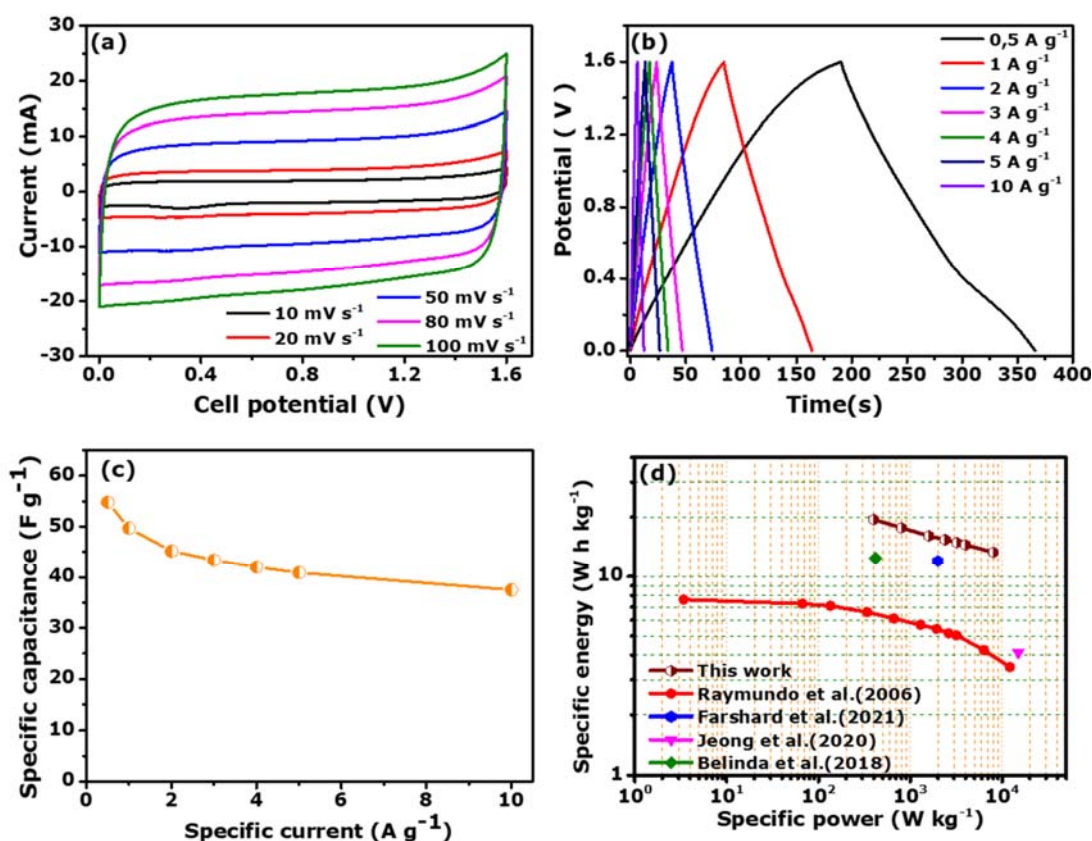 (a)
30
20
10
0
-10
-20
-30
Current (mA)
10 mV s-1
20 mV s-1
50 mV s-1
80 mV s-1
100 mV s-1
0.0 0.4 0.8 1.2 1.6
Cell potential (V)
(b)
1.6
1.2
0.8
0.4
0.0
Potential ( V )
0,5 A g-1
1 A g-1
2 A g-1
3 A g-1
4 A g-1
5 A g-1
10 A g-1
0 50 100 150 200 250 300 350 400
Time(s)
(c)
60
50
40
30
20
10
0
Specific capacitance (F g-1)
0 2 4 6 8 10
Specific current (A g-1)
(d)
10
1
Specific energy (W h kg-1)
This work
Raymundo et al.(2006)
Farshard et al.(2021)
Jeong et al.(2020)
Belinda et al.(2018)
100 101 102 103 104
Specific power (W kg-1)